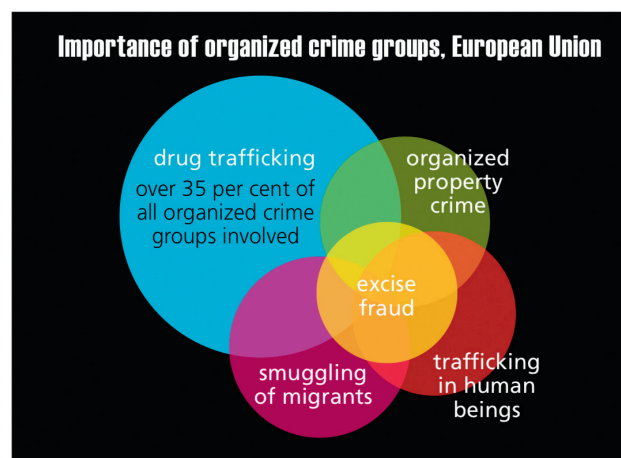 Importance of organized crime groups, European Union
drug trafficking
over 35 per cent of
all organized crime
groups involved
organized
property
crime
excise
fraud
smuggling
of migrants
trafficking
in human
beings